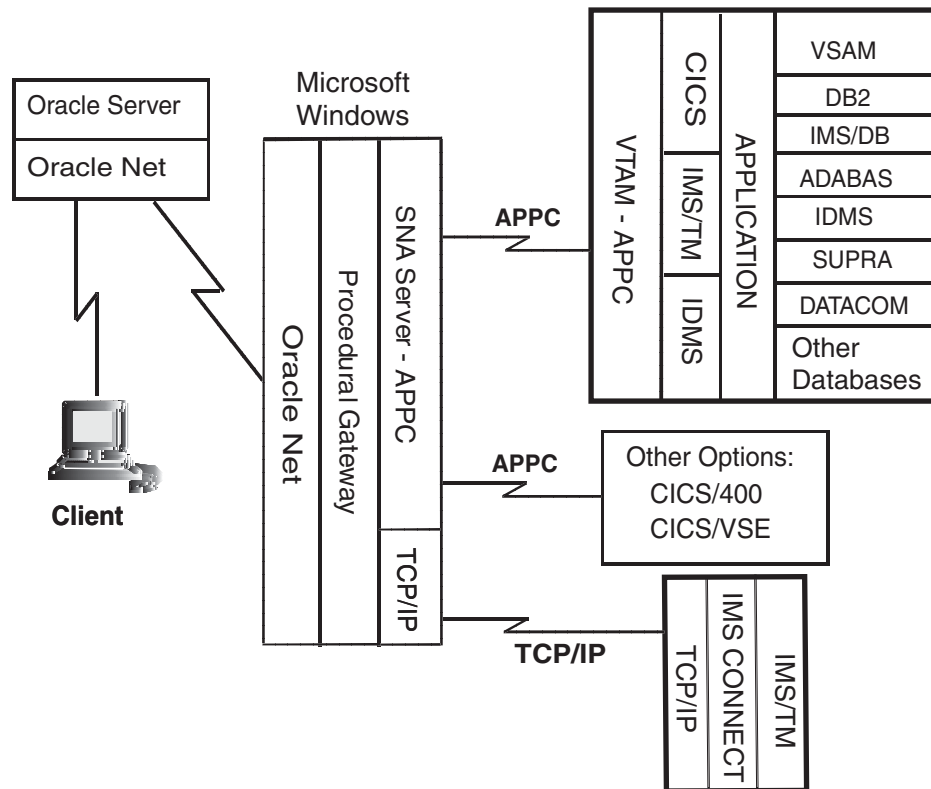 Oracle Server
Oracle Net
Client
Microsoft
Windows
Oracle Net
Procedural Gateway
SNA Server - APPC
TCP/IP
APPC
APPC
TCP/IP
VTAM - APPC
CICS
IMS/TM
IDMS
APPLICATION
VSAM
DB2
IMS/DB
ADABAS
IDMS
SUPRA
DATACOM
Other
Databases
Other Options:
CICS/400
CICS/VSE
TCP/IP
IMS CONNECT
IMS/TM